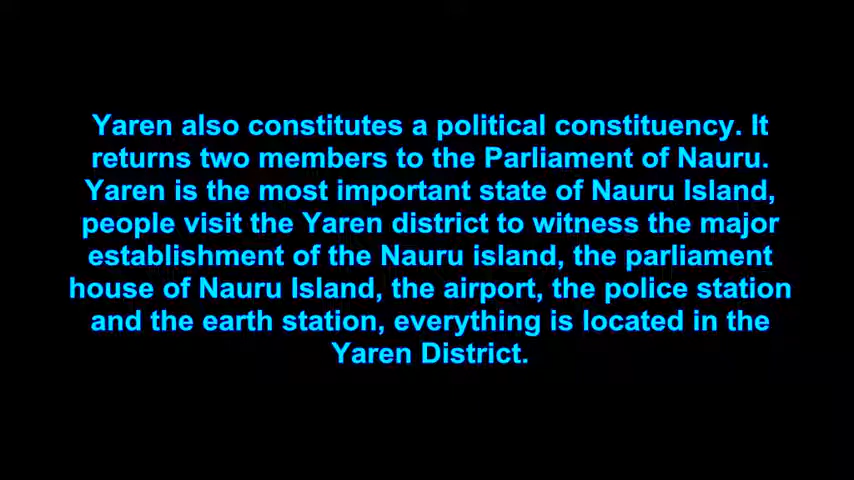 Yaren also constitutes a political constituency. It
returns two members to the Parliament of Nauru.
Yaren is the most important state of Nauru Island,
people visit the Yaren district to witness the major
establishment of the Nauru island, the parliament
house of Nauru Island, the airport, the police station
and the earth station, everything is located in the
Yaren District.